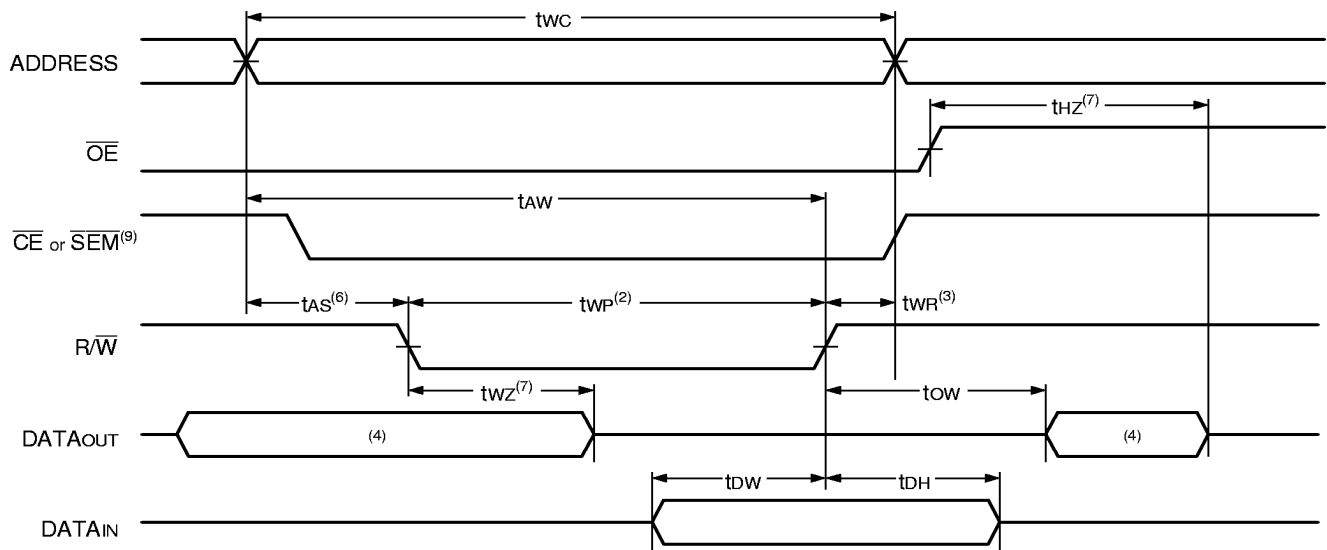 tWC
ADDRESS
tHZ(7)
OE
tAW
CE or SEM(9)
tAS(6) tWP(2) tWR(3)
R/W
tWZ(7) tOW
DATAOUT (4) (4)
tDW tDH
DATAIN